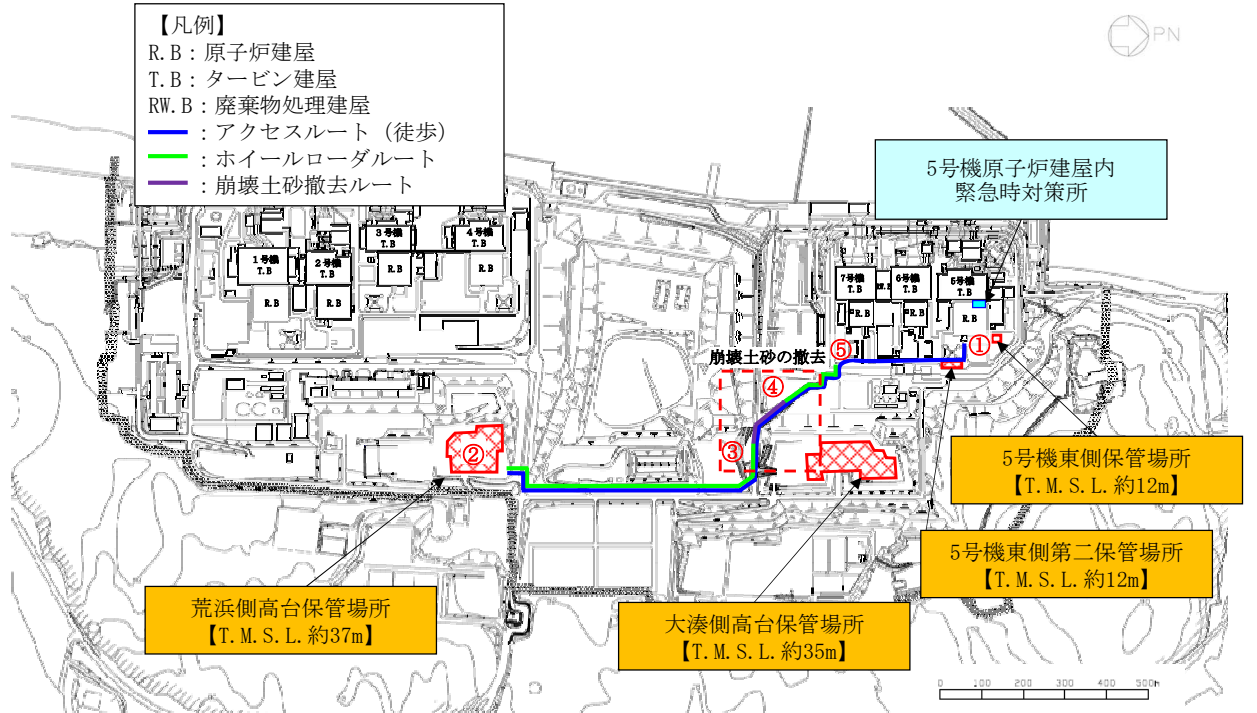 【凡例】
R.B：原子炉建屋
T.B：タービン建屋
RW.B：廃棄物処理建屋
：アクセスルート（徒歩）
：ホイールローダルート
：崩壊土砂撤去ルート
PN
5号機原子炉建屋内
緊急時対策所
1号機
T.B
2号機
T.B
3号機
T.B
4号機
T.B
R.B
R.B
R.B
R.B
7号機
T.B
6号機
T.B
5号機
T.B
R.B
R.B
R.B
①
崩壊土砂の撤去
⑤
④
③
②
5号機東側保管場所
【T.M.S.L.約12m】
5号機東側第二保管場所
【T.M.S.L.約12m】
荒浜側高台保管場所
【T.M.S.L.約37m】
大湊側高台保管場所
【T.M.S.L.約35m】
0 100 200 300 400 500m